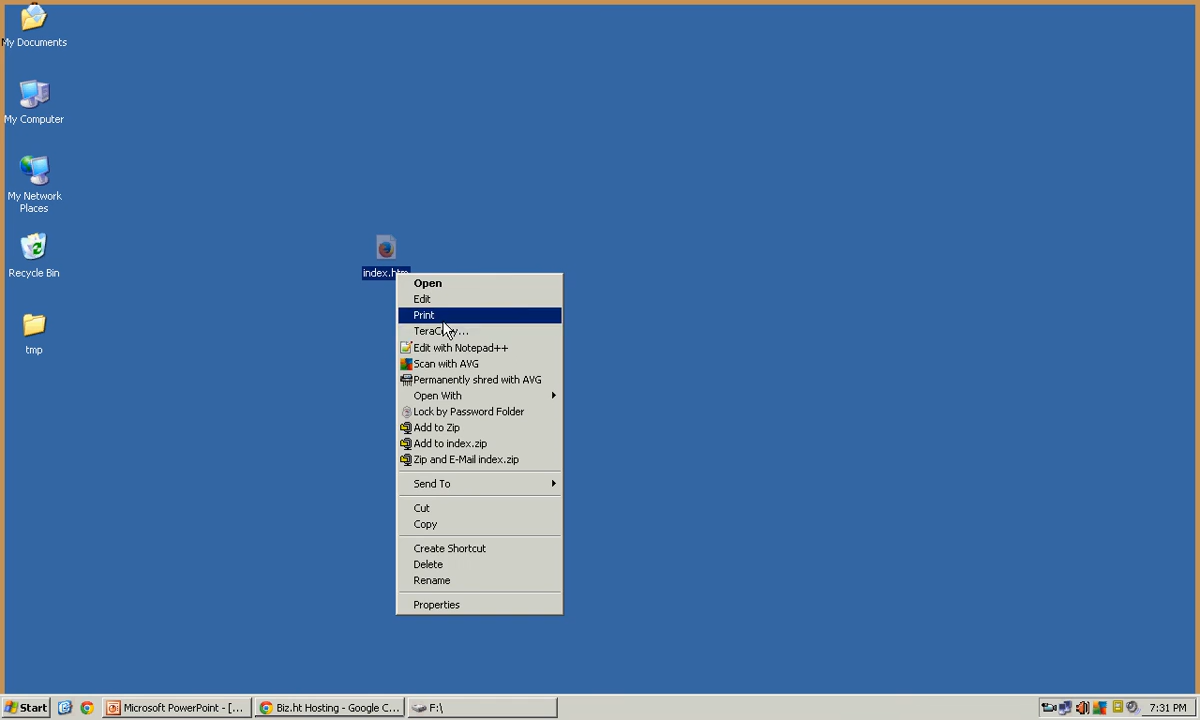 My Documents
My Computer
My Network
Places
Recycle Bin
tmp
index.htm
Open
Edit
Print
Edit with Notepad++
Scan with AVG
Permanently shred with AVG
Open With
Lock by Password Folder
Add to Zip
Add to index.zip
Zip and E-Mail index.zip
Send To
Cut
Copy
Create Shortcut
Delete
Rename
Properties
Start
Microsoft PowerPoint - [...
Biz.ht Hosting - Google C...
F:\
7:31 PM